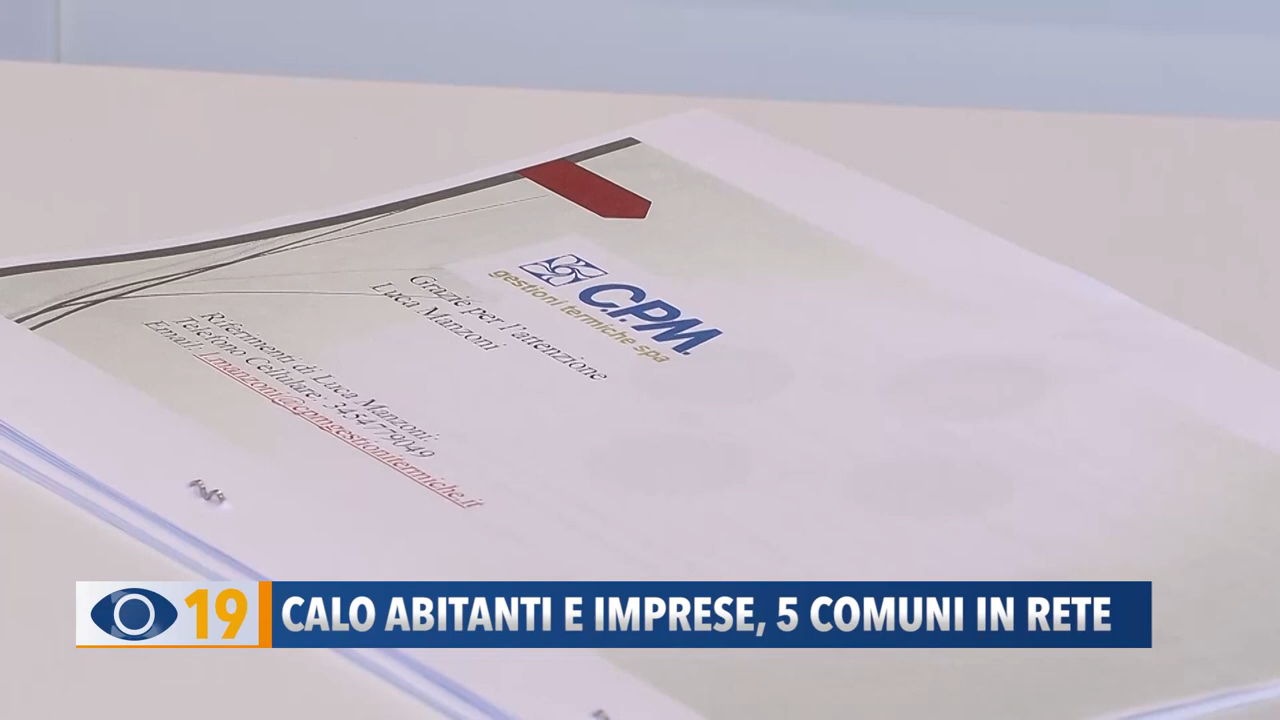 C.P.M.
gestioni termiche spa
Grazie per l'attenzione
Luca Manzoni
Riferimenti di Luca Manzoni:
Telefono Cellulare: 3454779049
Email: l.manzoni@cpmgestionitermiche.it
19
CALO ABITANTI E IMPRESE, 5 COMUNI IN RETE